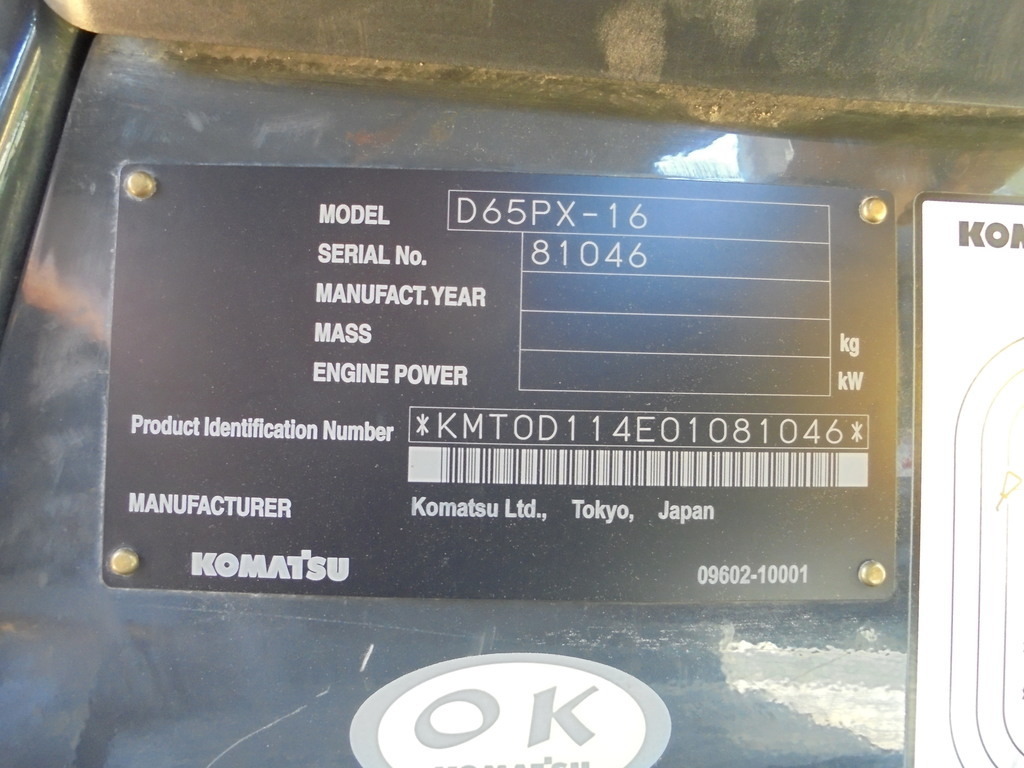 MODEL D65PX-16
SERIAL No. 81046
MANUFACT. YEAR
MASS kg
ENGINE POWER kW
Product Identification Number *KMT0D114E01081046*
MANUFACTURER Komatsu Ltd., Tokyo, Japan
KOMATSU 09602-10001
KOM
OK
KOMATSU